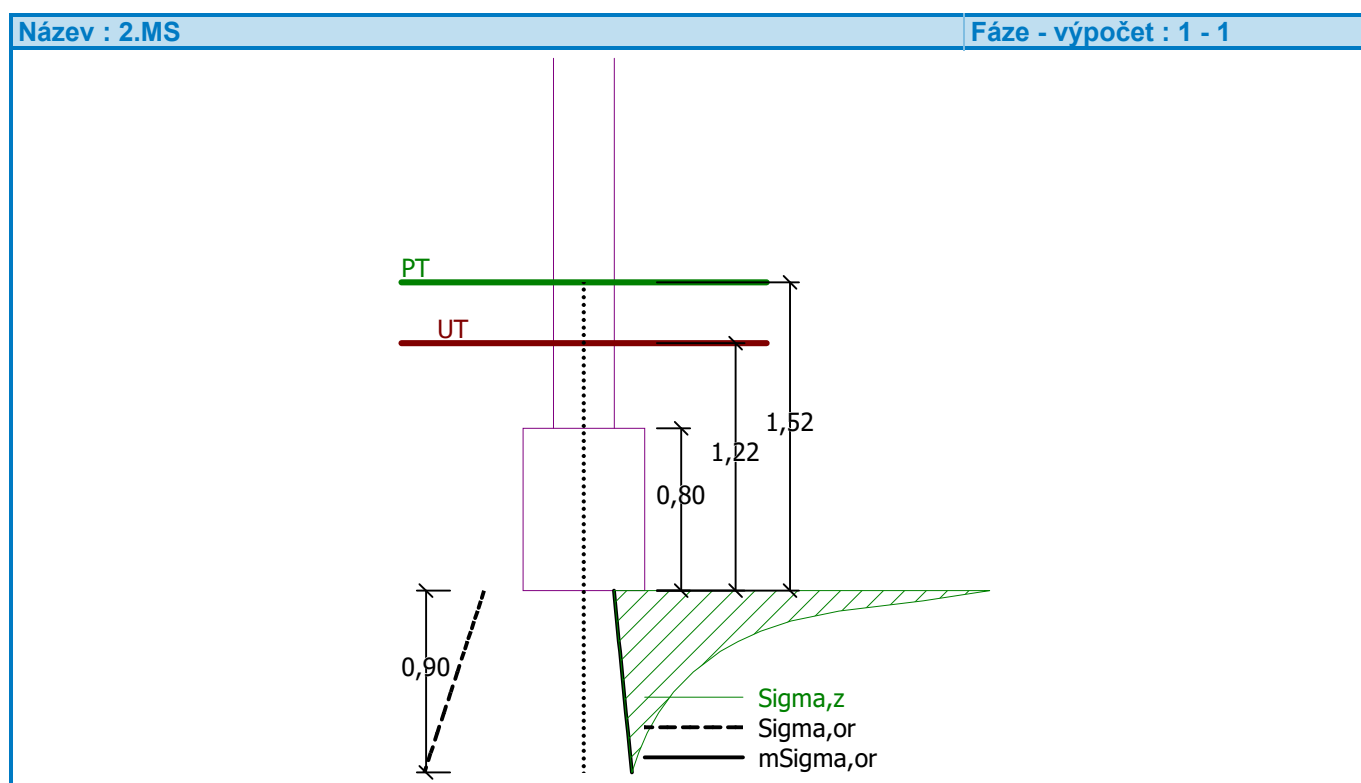 Název : 2.MS
Fáze - výpočet : 1 - 1
PT
UT
1,52
1,22
0,80
0,90
Sigma,z
Sigma,or
mSigma,or